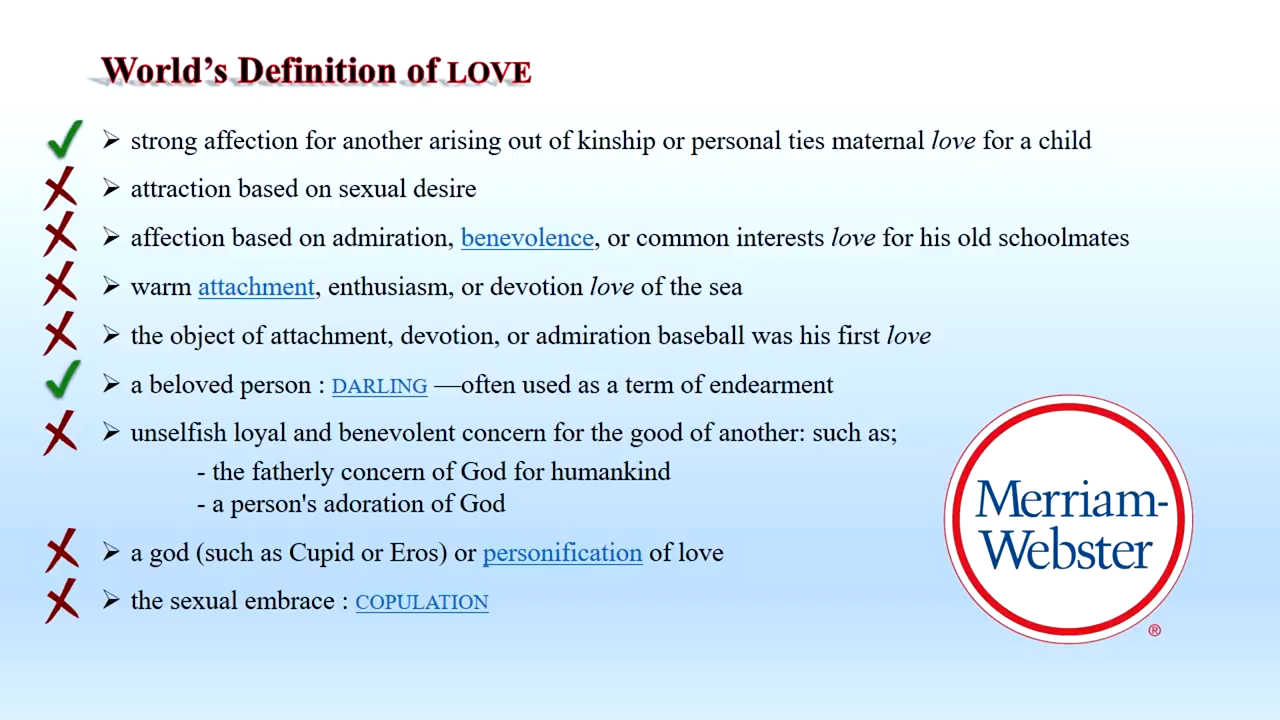 World's Definition of LOVE
➢ strong affection for another arising out of kinship or personal ties maternal love for a child
➢ attraction based on sexual desire
➢ affection based on admiration, benevolence, or common interests love for his old schoolmates
➢ warm attachment, enthusiasm, or devotion love of the sea
➢ the object of attachment, devotion, or admiration baseball was his first love
➢ a beloved person : DARLING —often used as a term of endearment
➢ unselfish loyal and benevolent concern for the good of another: such as;
- the fatherly concern of God for humankind
- a person's adoration of God
➢ a god (such as Cupid or Eros) or personification of love
➢ the sexual embrace : COPULATION
Merriam-
Webster
®